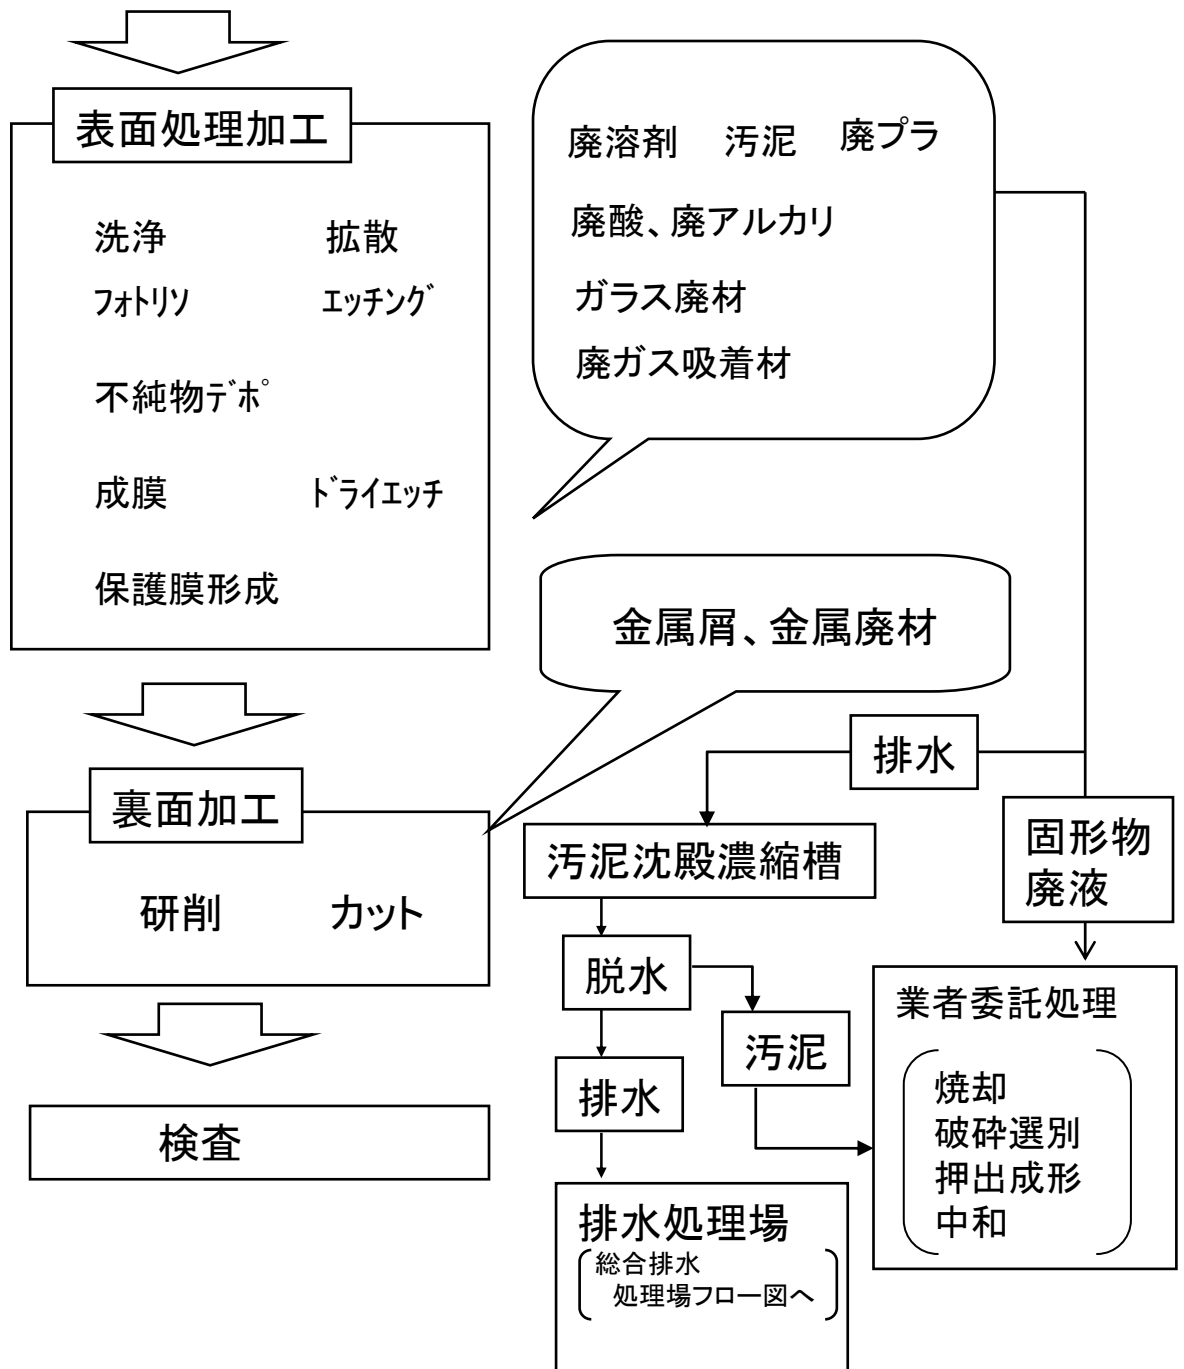 表面処理加工
洗浄　拡散
フォトリソ　エッチング
不純物デポ
成膜　ドライエッチ
保護膜形成
廃溶剤　汚泥　廃プラ
廃酸、廃アルカリ
ガラス廃材
廃ガス吸着材
金属屑、金属廃材
裏面加工
研削　カット
検査
排水
汚泥沈殿濃縮槽
脱水
汚泥
排水
排水処理場
総合排水
処理場フロー図へ
固形物
廃液
業者委託処理
焼却
破砕選別
押出成形
中和